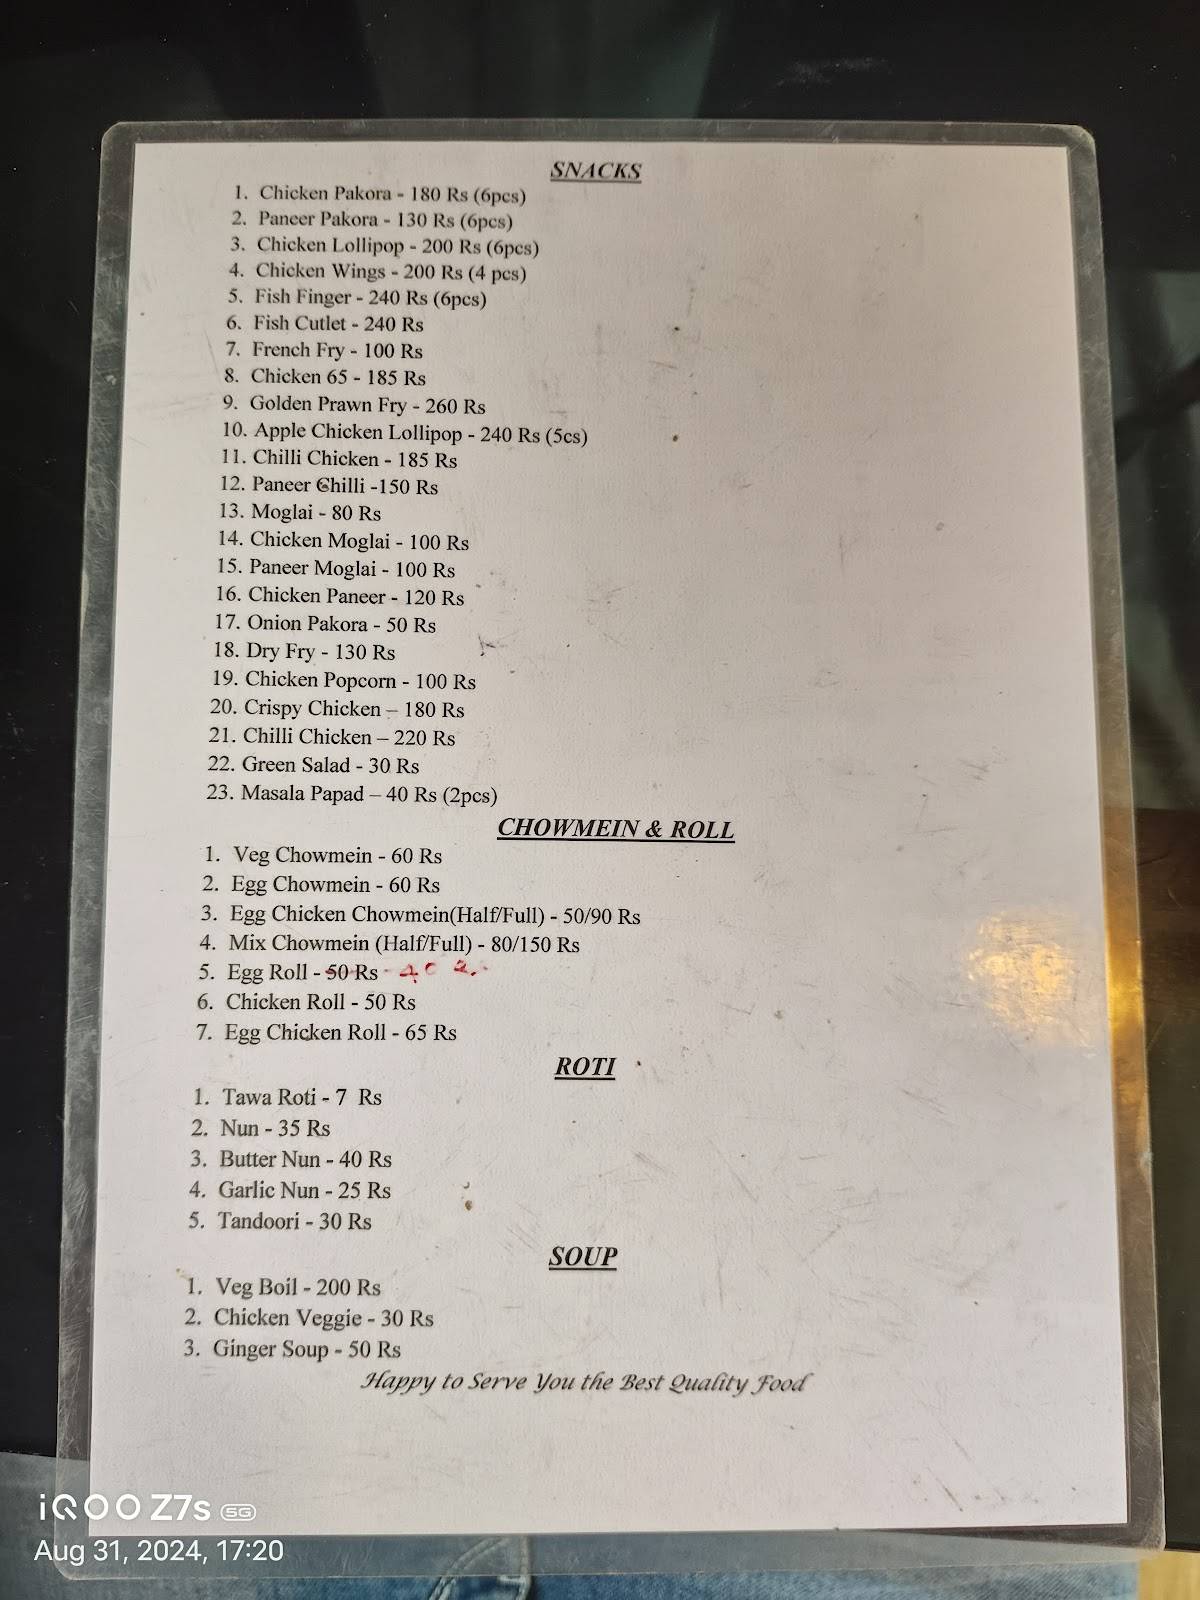 SNACKS
1. Chicken Pakora - 180 Rs (6pcs)
2. Paneer Pakora - 130 Rs (6pcs)
3. Chicken Lollipop - 200 Rs (6pcs)
4. Chicken Wings - 200 Rs (4 pcs)
5. Fish Finger - 240 Rs (6pcs)
6. Fish Cutlet - 240 Rs
7. French Fry - 100 Rs
8. Chicken 65 - 185 Rs
9. Golden Prawn Fry - 260 Rs
10. Apple Chicken Lollipop - 240 Rs (5cs)
11. Chilli Chicken - 185 Rs
12. Paneer Chilli -150 Rs
13. Moglai - 80 Rs
14. Chicken Moglai - 100 Rs
15. Paneer Moglai - 100 Rs
16. Chicken Paneer - 120 Rs
17. Onion Pakora - 50 Rs
18. Dry Fry - 130 Rs
19. Chicken Popcorn - 100 Rs
20. Crispy Chicken – 180 Rs
21. Chilli Chicken – 220 Rs
22. Green Salad - 30 Rs
23. Masala Papad – 40 Rs (2pcs)
CHOWMEIN & ROLL
1. Veg Chowmein - 60 Rs
2. Egg Chowmein - 60 Rs
3. Egg Chicken Chowmein(Half/Full) - 50/90 Rs
4. Mix Chowmein (Half/Full) - 80/150 Rs
5. Egg Roll - 50 Rs
6. Chicken Roll - 50 Rs
7. Egg Chicken Roll - 65 Rs
ROTI
1. Tawa Roti - 7 Rs
2. Nun - 35 Rs
3. Butter Nun - 40 Rs
4. Garlic Nun - 25 Rs
5. Tandoori - 30 Rs
SOUP
1. Veg Boil - 200 Rs
2. Chicken Veggie - 30 Rs
3. Ginger Soup - 50 Rs
Happy to Serve You the Best Quality Food
iQOO Z7s 5G
Aug 31, 2024, 17:20